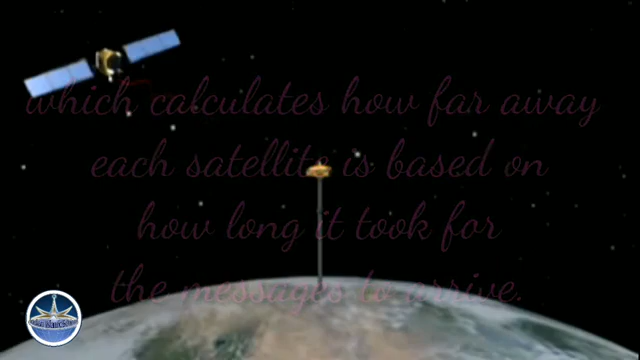 which calculates how far away
each satellite is based on
how long it took for
the messages to arrive.